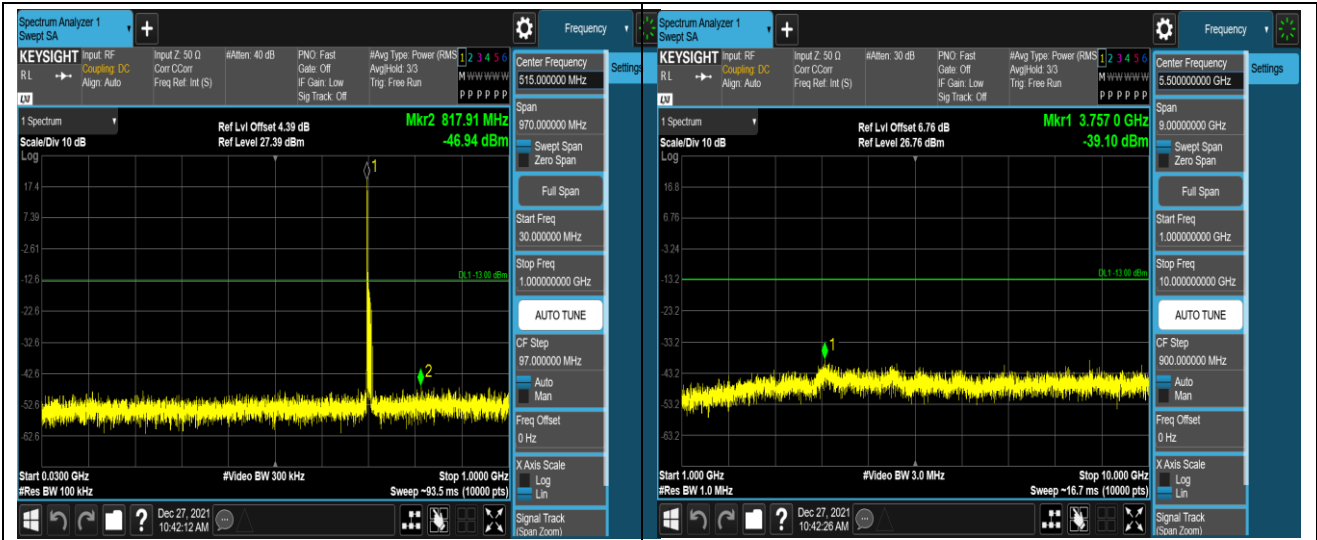 Spectrum Analyzer 1
Swept SA
+
Frequency
KEYSIGHT
Input: RF
Coupling: DC
Align: Auto
Input Z: 50 Ω
Corr CCorr
Freq Ref: Int (S)
#Atten: 40 dB
PNO: Fast
Gate: Off
IF Gain: Low
Sig Track: Off
#Avg Type: Power (RMS
Avg|Hold: 3/3
Trig: Free Run
1 2 3 4 5 6
M W W W W W
P P P P P P
RL
LXI
Center Frequency
515.000000 MHz
Settings
Span
970.000000 MHz
Swept Span
Zero Span
Full Span
Start Freq
30.000000 MHz
Stop Freq
1.000000000 GHz
AUTO TUNE
CF Step
97.000000 MHz
Auto
Man
Freq Offset
0 Hz
X Axis Scale
Log
Lin
Signal Track
(Span Zoom)
1 Spectrum
Scale/Div 10 dB
Log
Ref Lvl Offset 4.39 dB
Ref Level 27.39 dBm
Mkr2 817.91 MHz
-46.94 dBm
1
17.4
7.39
-2.61
DL1 -13.00 dBm
-12.6
-22.6
-32.6
-42.6
2
-52.6
-62.6
Start 0.0300 GHz
#Res BW 100 kHz
#Video BW 300 kHz
Stop 1.0000 GHz
Sweep ~93.5 ms (10000 pts)
?
Dec 27, 2021
10:42:12 AM
Spectrum Analyzer 1
Swept SA
+
Frequency
KEYSIGHT
Input: RF
Coupling: DC
Align: Auto
Input Z: 50 Ω
Corr CCorr
Freq Ref: Int (S)
#Atten: 30 dB
PNO: Fast
Gate: Off
IF Gain: Low
Sig Track: Off
#Avg Type: Power (RMS
Avg|Hold: 3/3
Trig: Free Run
1 2 3 4 5 6
M W W W W W
P P P P P P
RL
LXI
Center Frequency
5.500000000 GHz
Settings
Span
9.00000000 GHz
Swept Span
Zero Span
Full Span
Start Freq
1.000000000 GHz
Stop Freq
10.000000000 GHz
AUTO TUNE
CF Step
900.000000 MHz
Auto
Man
Freq Offset
0 Hz
X Axis Scale
Log
Lin
Signal Track
(Span Zoom)
1 Spectrum
Scale/Div 10 dB
Log
Ref Lvl Offset 6.76 dB
Ref Level 26.76 dBm
Mkr1 3.757 0 GHz
-39.10 dBm
16.8
6.76
-3.24
DL1 -13.00 dBm
-13.2
-23.2
-33.2
1
-43.2
-53.2
-63.2
Start 1.000 GHz
#Res BW 1.0 MHz
#Video BW 3.0 MHz
Stop 10.000 GHz
Sweep ~16.7 ms (10000 pts)
?
Dec 27, 2021
10:42:26 AM